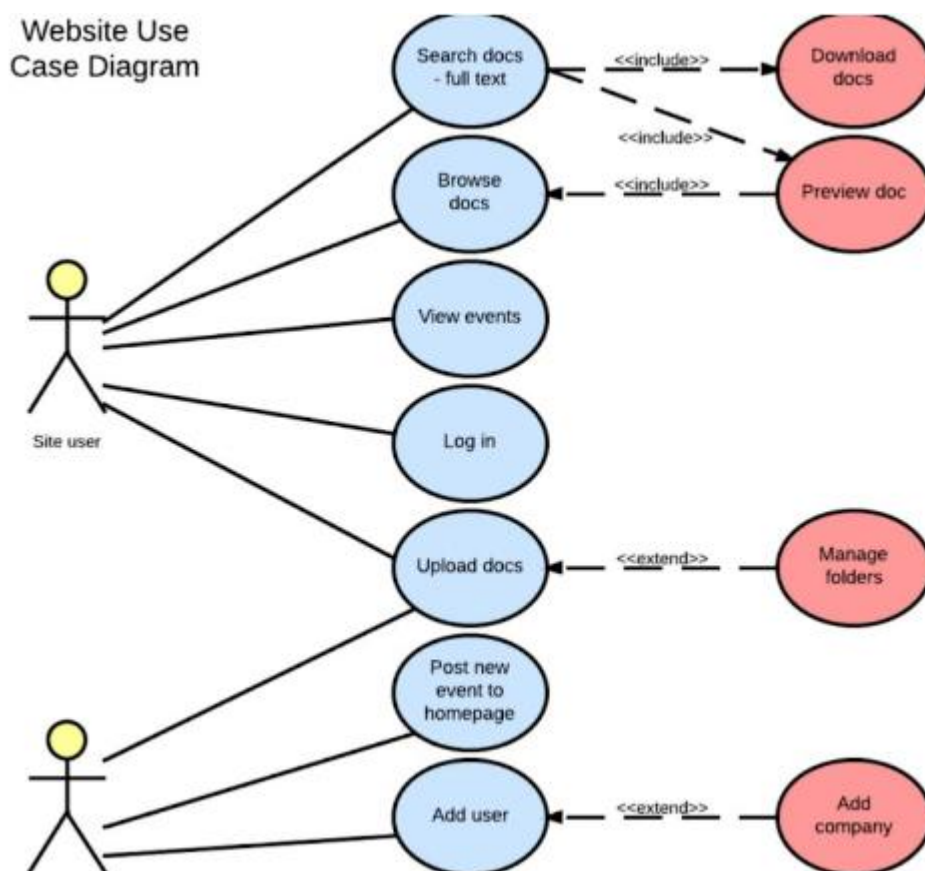 Website Use
Case Diagram
Search docs
- full text
<<include>>
Download
docs
<<include>>
Browse
docs
<<include>>
Preview doc
View events
Site user
Log in
Upload docs
<<extend>>
Manage
folders
Post new
event to
homepage
Add user
<<extend>>
Add
company